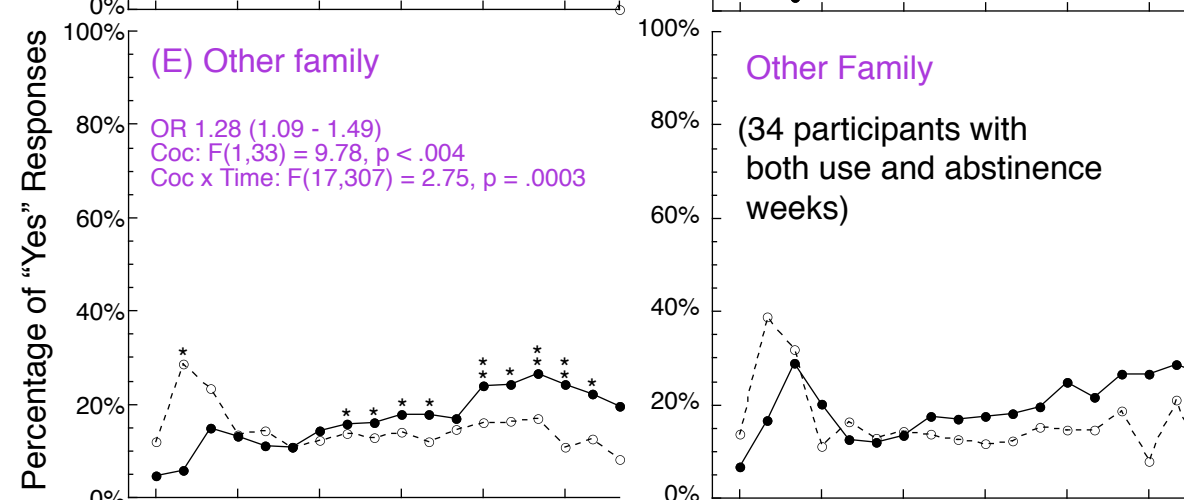 0%
100%
(E) Other family
OR 1.28 (1.09 - 1.49)
Coc: F(1,33) = 9.78, p < .004
Coc x Time: F(17,307) = 2.75, p = .0003
80%
60%
40%
20%
0%
Percentage of “Yes” Responses
*
*
*
*
*
*
*
*
*
*
*
*
*
100%
Other Family
(34 participants with
both use and abstinence
weeks)
80%
60%
40%
20%
0%